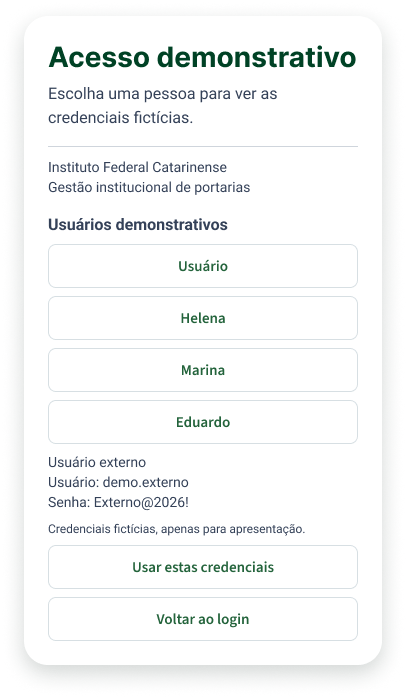 Acesso demonstrativo
Escolha uma pessoa para ver as
credenciais fictícias.
Instituto Federal Catarinense
Gestão institucional de portarias
Usuários demonstrativos
Usuário
Helena
Marina
Eduardo
Usuário externo
Usuário: demo.externo
Senha: Externo@2026!
Credenciais fictícias, apenas para apresentação.
Usar estas credenciais
Voltar ao login